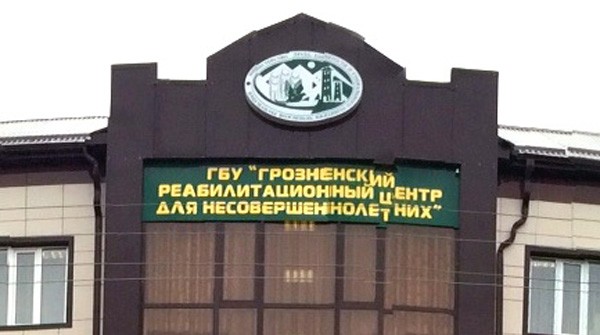 ГБУ "ГРОЗНЕНСКИЙ
РЕАБИЛИТАЦИОННЫЙ ЦЕНТР
ДЛЯ НЕСОВЕРШЕННОЛЕТНИХ"